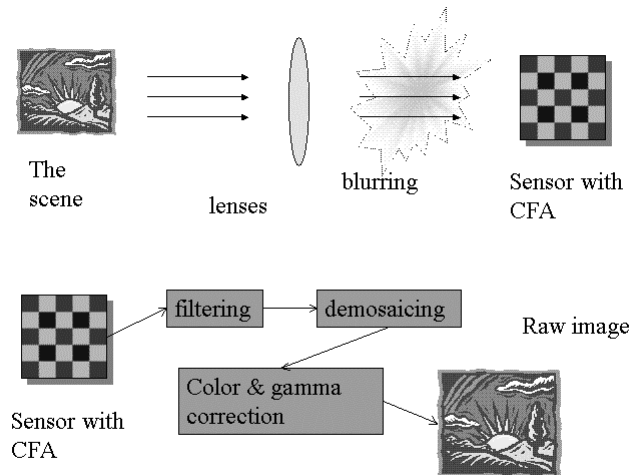 The
scene
lenses
blurring
Sensor with
CFA
filtering
demosaicing
Raw image
Color & gamma
correction
Sensor with
CFA